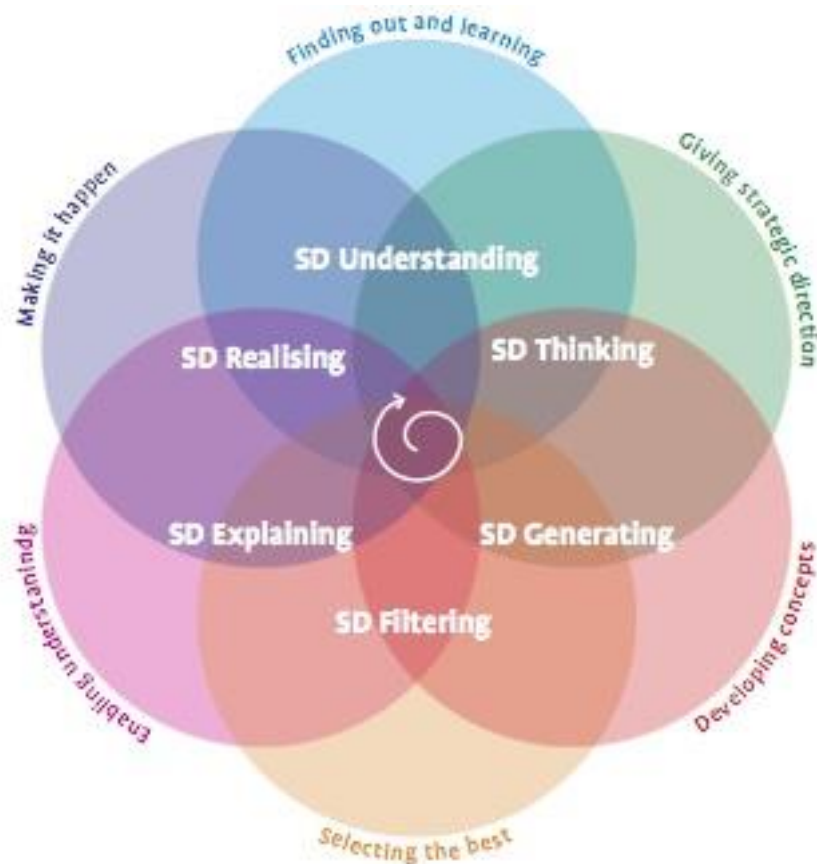 Finding out and learning
Giving strategic direction
Making it happen
SD Understanding
SD Realising
SD Thinking
SD Explaining
SD Generating
SD Filtering
Enabling understanding
Developing concepts
Selecting the best